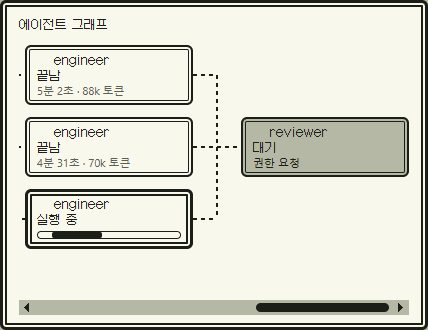 에이전트 그래프
engineer
끝남
5분 2초 · 88k 토큰
engineer
끝남
4분 31초 · 70k 토큰
engineer
실행 중
reviewer
대기
권한 요청